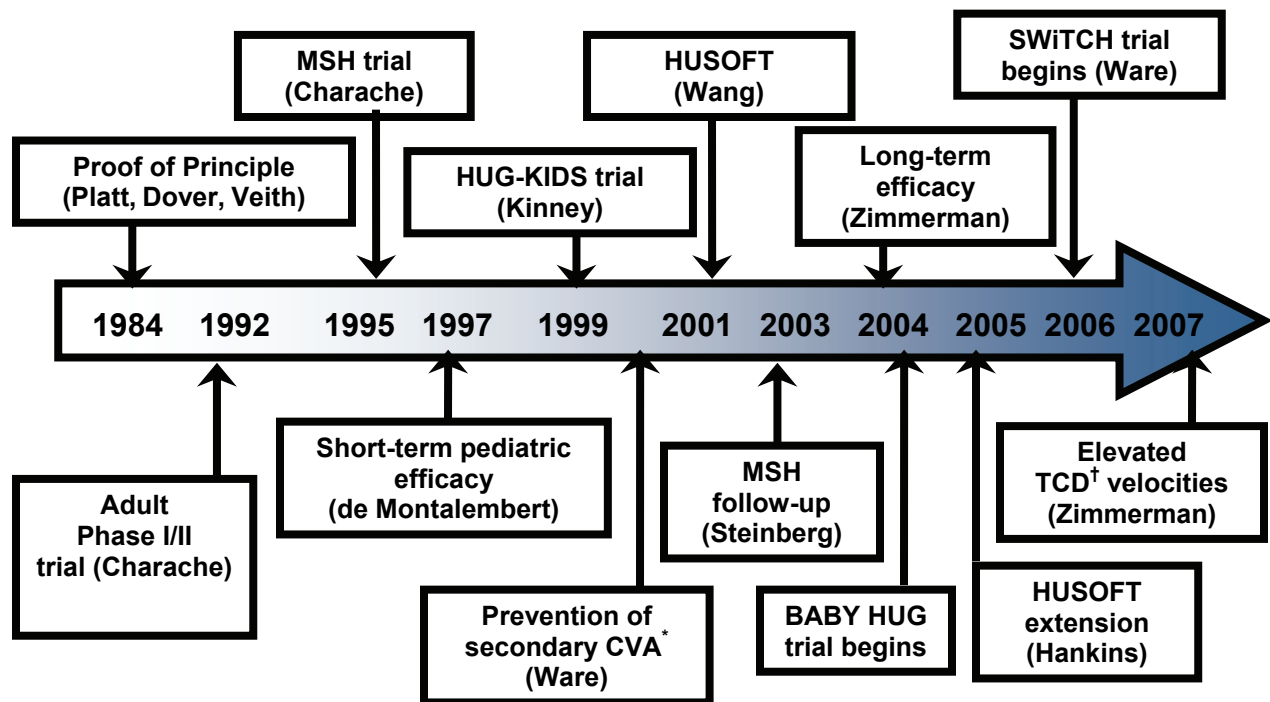 MSH trial
(Charache)
HUSOFT
(Wang)
SWiTCH trial
begins (Ware)
Proof of Principle
(Platt, Dover, Veith)
HUG-KIDS trial
(Kinney)
Long-term
efficacy
(Zimmerman)
1984 1992 1995 1997 1999 2001 2003 2004 2005 2006 2007
Adult
Phase I/II
trial (Charache)
Short-term pediatric
efficacy
(de Montalembert)
Prevention of
secondary CVA*
(Ware)
MSH
follow-up
(Steinberg)
BABY HUG
trial begins
HUSOFT
extension
(Hankins)
Elevated
TCD† velocities
(Zimmerman)